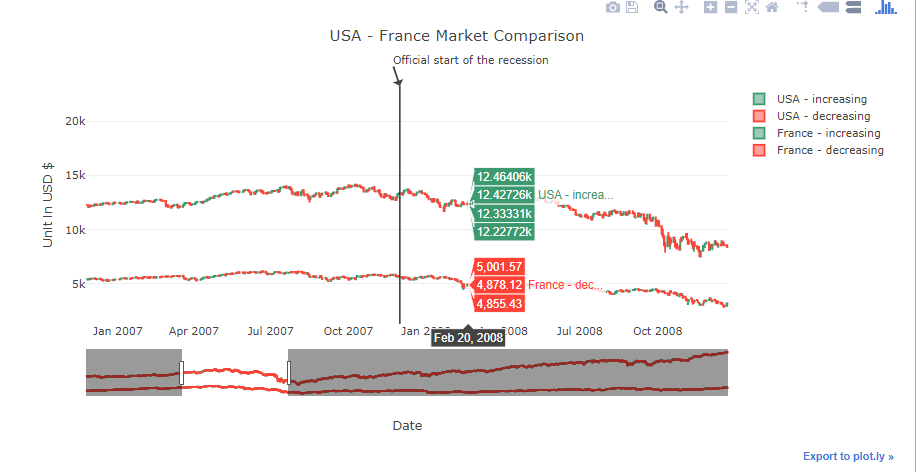 USA - France Market Comparison
Official start of the recession
USA - increasing
USA - decreasing
France - increasing
France - decreasing
20k
15k
10k
5k
Unit in USD $
12.46406k
12.42726k
12.33331k
12.22772k
USA - increa...
5,001.57
4,878.12
4,855.43
France - dec...
Jan 2007
Apr 2007
Jul 2007
Oct 2007
Jul 2008
Oct 2008
Feb 20, 2008
Date
Export to plot.ly »